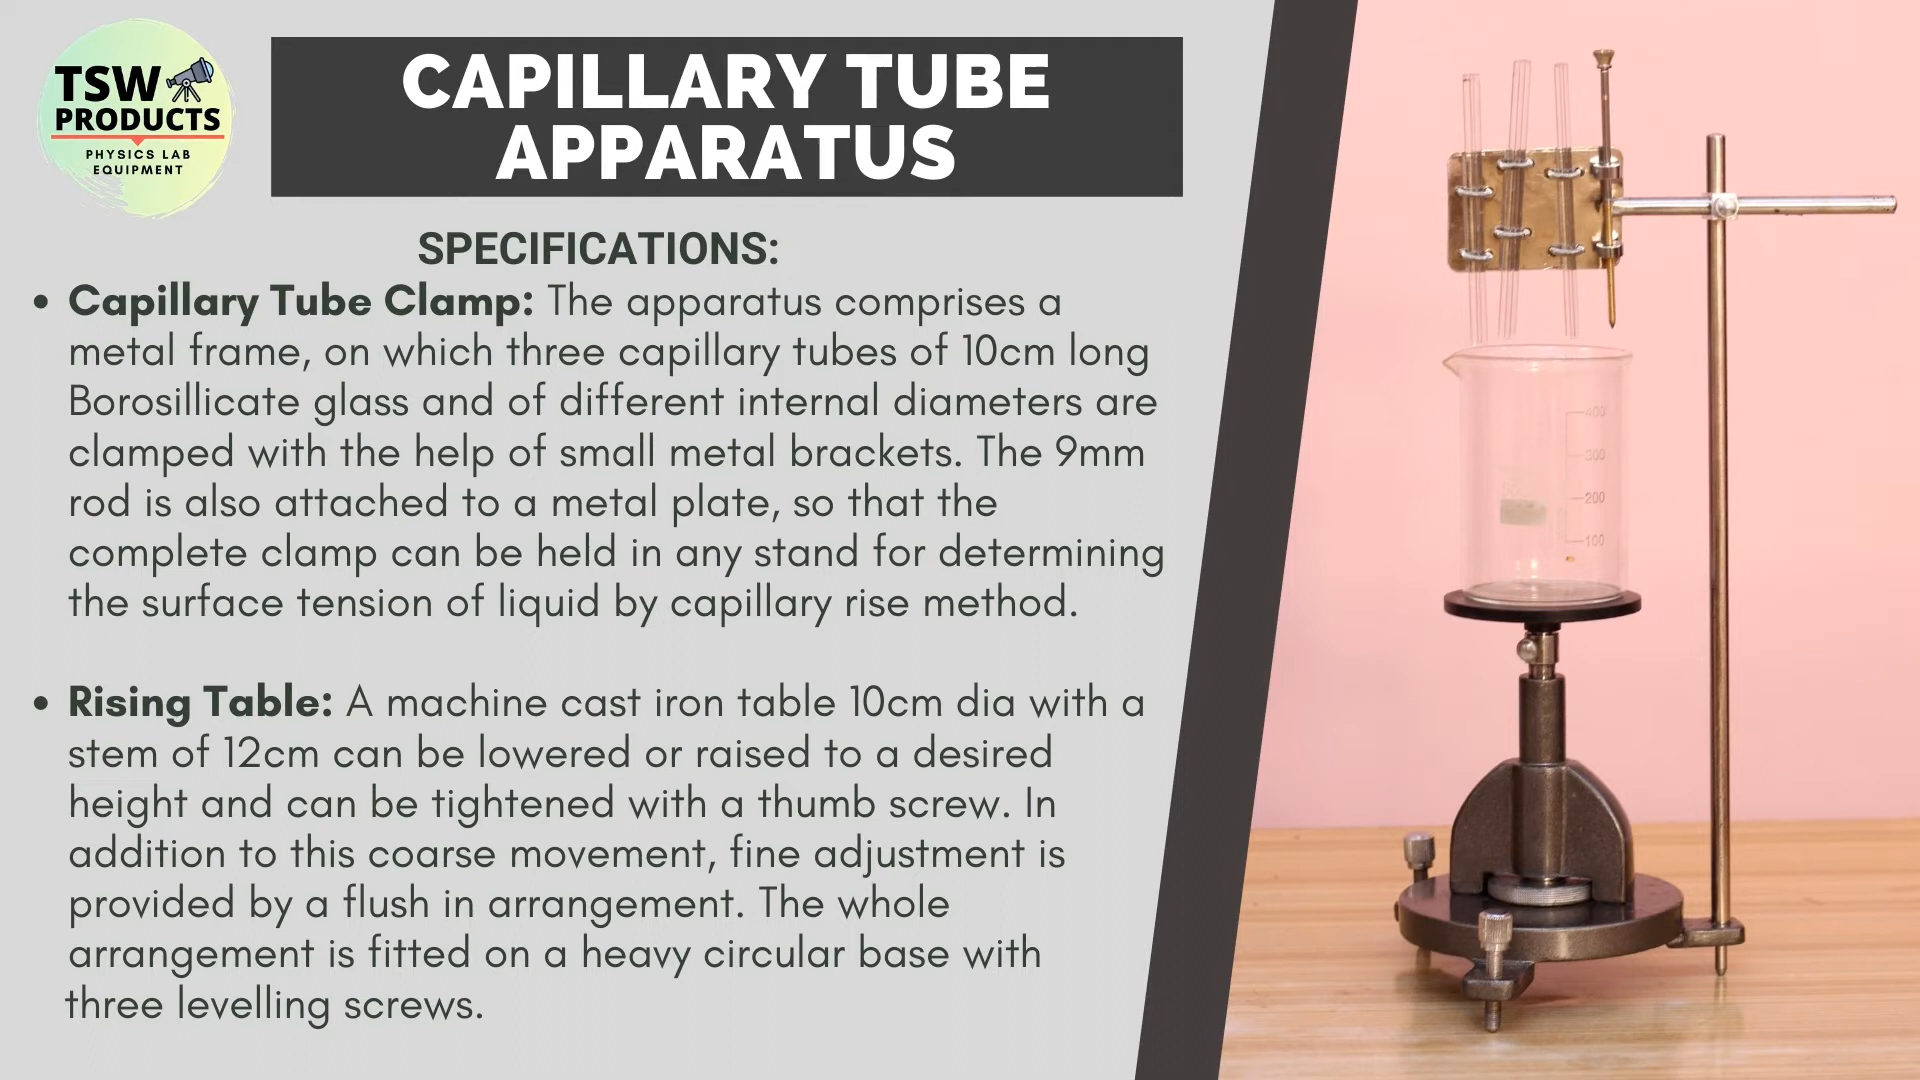 TSW
PRODUCTS
PHYSICS LAB
EQUIPMENT
CAPILLARY TUBE
APPARATUS
SPECIFICATIONS:
• Capillary Tube Clamp: The apparatus comprises a
metal frame, on which three capillary tubes of 10cm long
Borosillicate glass and of different internal diameters are
clamped with the help of small metal brackets. The 9mm
rod is also attached to a metal plate, so that the
complete clamp can be held in any stand for determining
the surface tension of liquid by capillary rise method.
• Rising Table: A machine cast iron table 10cm dia with a
stem of 12cm can be lowered or raised to a desired
height and can be tightened with a thumb screw. In
addition to this coarse movement, fine adjustment is
provided by a flush in arrangement. The whole
arrangement is fitted on a heavy circular base with
three levelling screws.
400
300
200
100